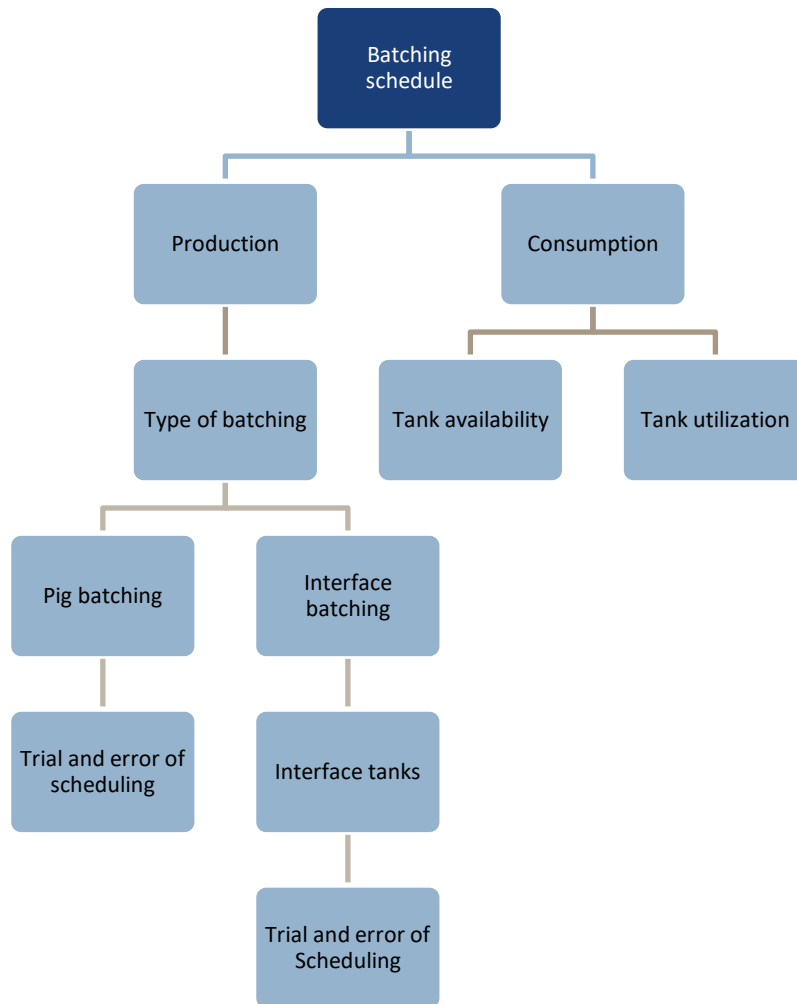 Batching
schedule
Production
Consumption
Type of batching
Tank availability
Tank utilization
Pig batching
Interface
batching
Trial and error of
scheduling
Interface tanks
Trial and error of
Scheduling